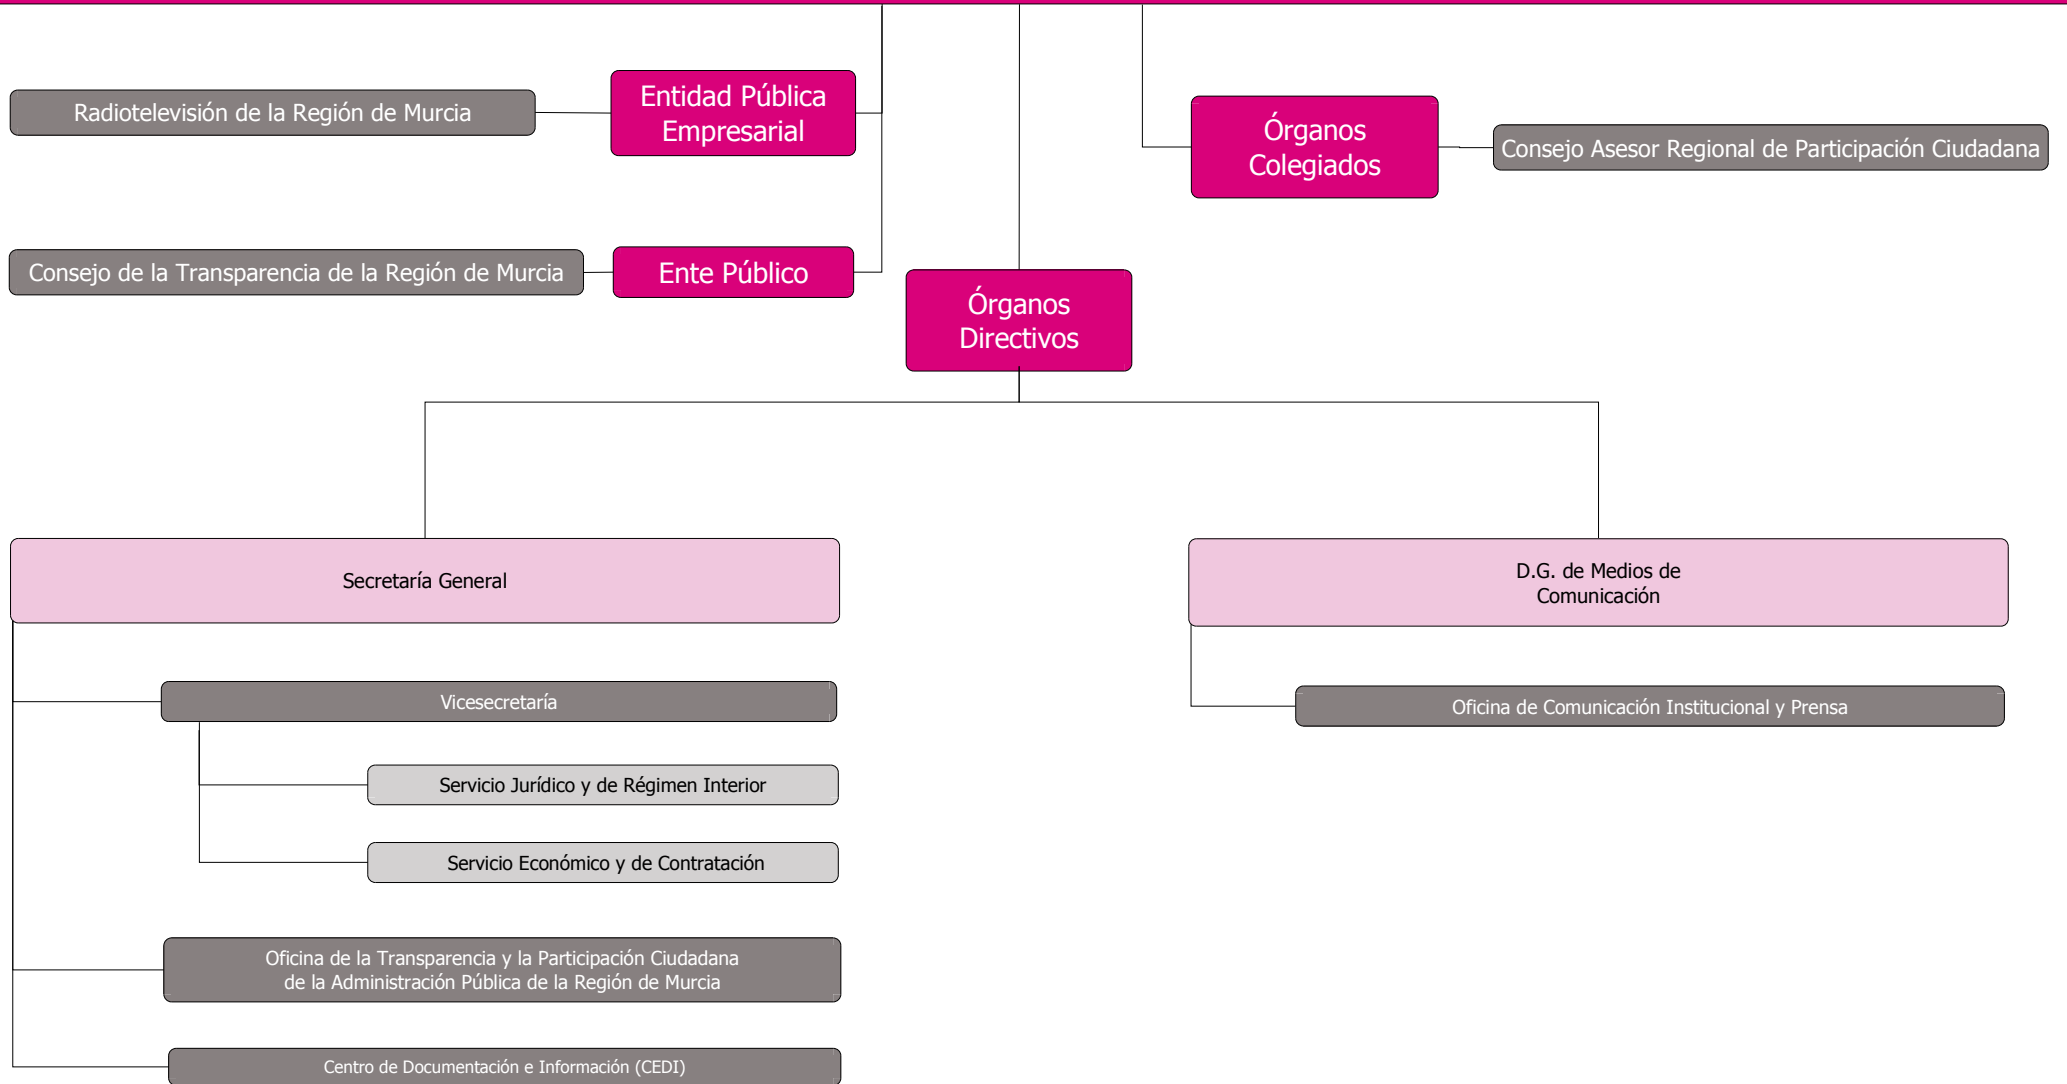 Radiotelevisión de la Región de Murcia
Entidad Pública
Empresarial
Órganos
Colegiados
Consejo Asesor Regional de Participación Ciudadana
Consejo de la Transparencia de la Región de Murcia
Ente Público
Órganos
Directivos
Secretaría General
D.G. de Medios de
Comunicación
Vicesecretaría
Oficina de Comunicación Institucional y Prensa
Servicio Jurídico y de Régimen Interior
Servicio Económico y de Contratación
Oficina de la Transparencia y la Participación Ciudadana
de la Administración Pública de la Región de Murcia
Centro de Documentación e Información (CEDI)